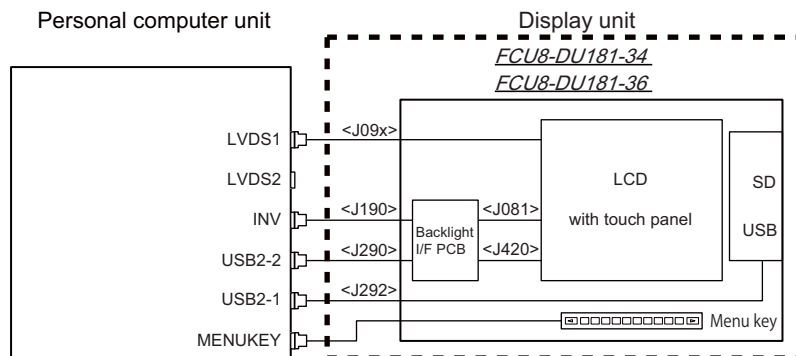 Personal computer unit
Display unit
FCU8-DU181-34
FCU8-DU181-36
LVDS1
<J09x>
LVDS2
LCD
with touch panel
SD
USB
INV
<J190>
<J081>
Backlight
I/F PCB
USB2-2
<J290>
<J420>
USB2-1
<J292>
MENUKEY
Menu key